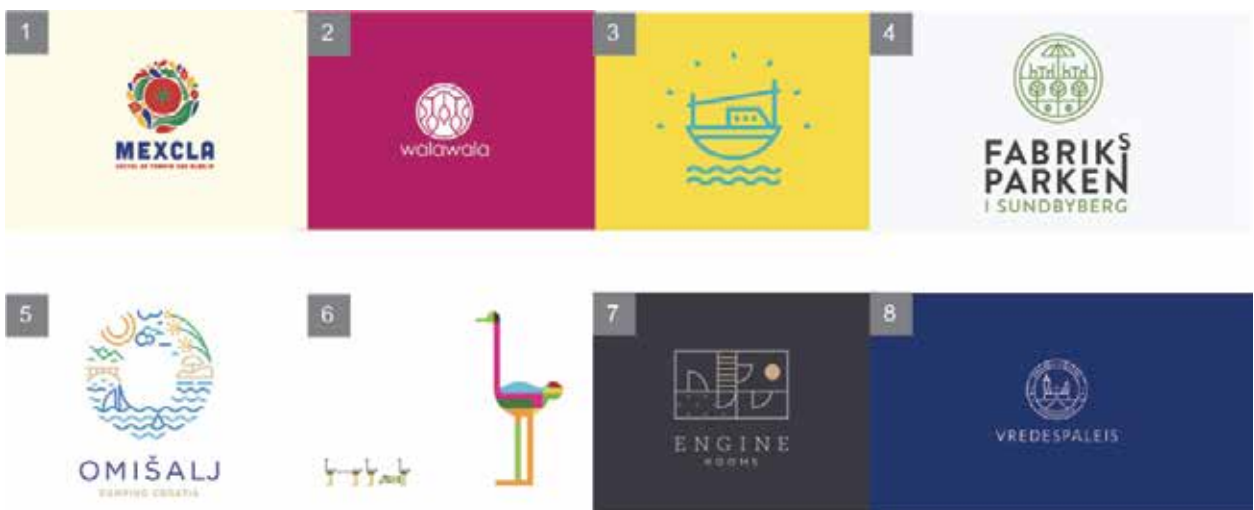 1
MEXCLA
2
walawala
3
4
FABRIKS
PARKEN
I SUNDBYBERG
5
OMIŠALJ
CAMPING CROATIA
6
7
ENGINE
ROOMS
8
VREDESPALEIS